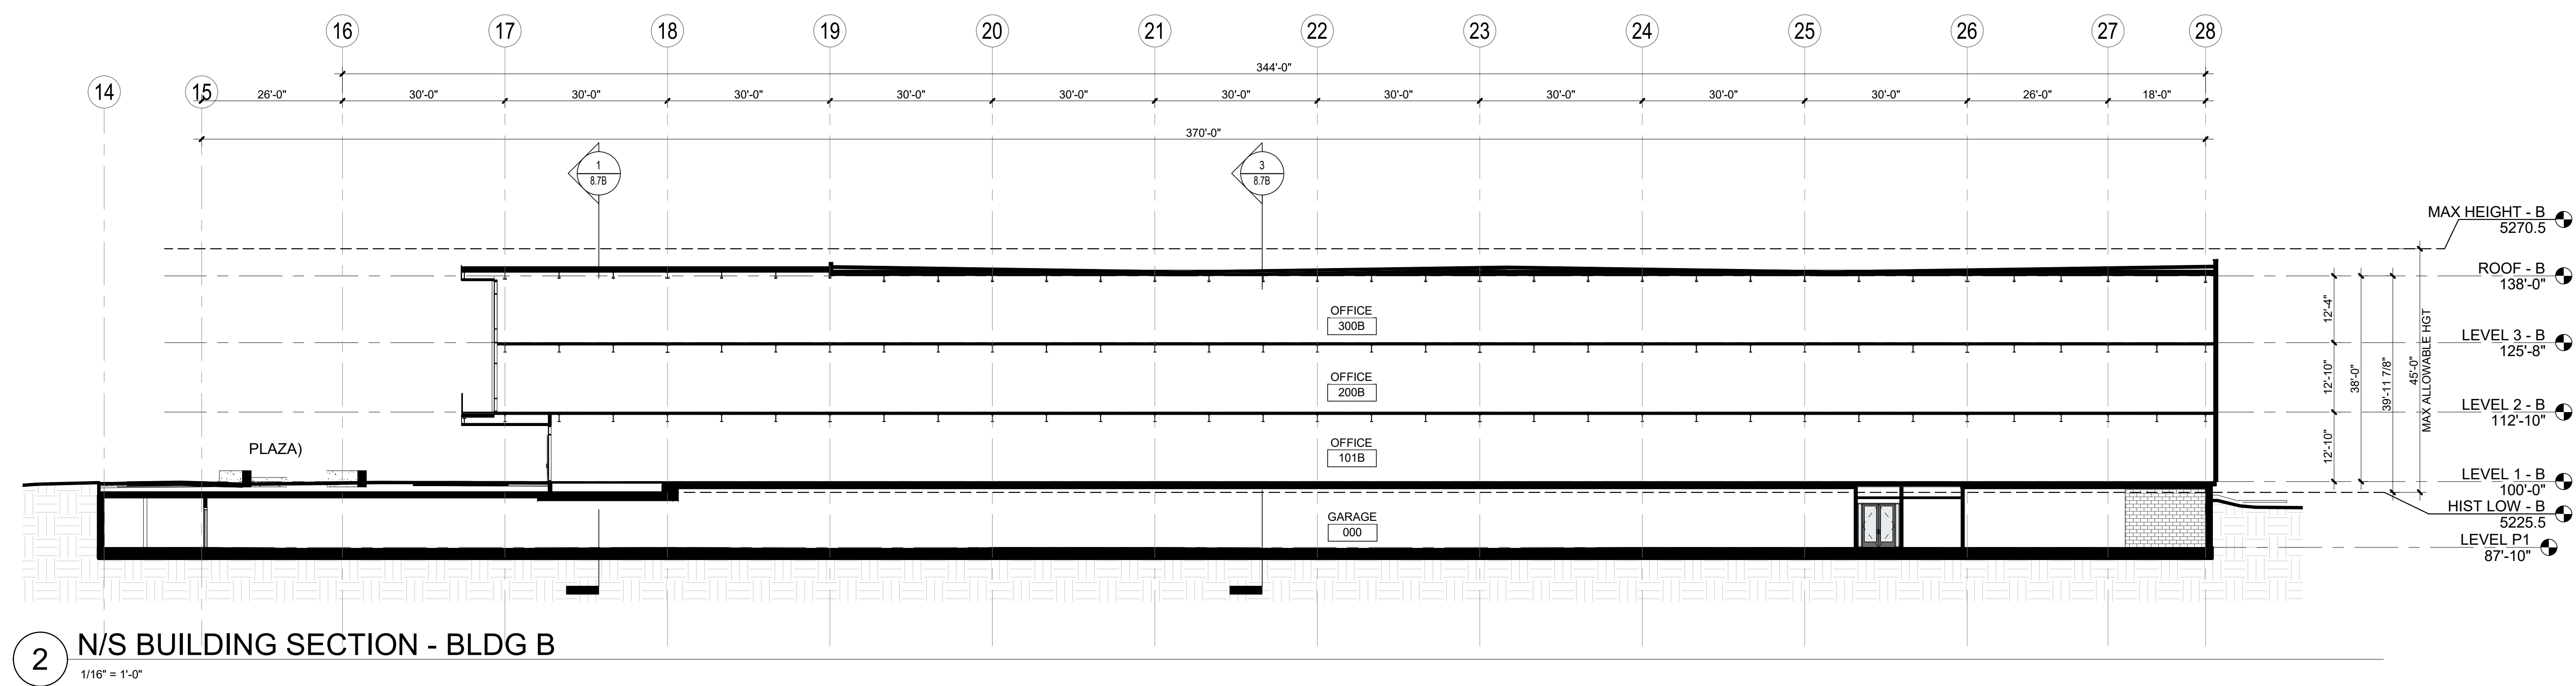 16 17 18 19 20 21 22 23 24 25 26 27 28
344'-0"
14 15
26'-0" 30'-0" 30'-0" 30'-0" 30'-0" 30'-0" 30'-0" 30'-0" 30'-0" 30'-0" 30'-0" 26'-0" 18'-0"
370'-0"
1
8.7B
3
8.7B
MAX HEIGHT - B
5270.5
ROOF - B
138'-0"
LEVEL 3 - B
125'-8"
LEVEL 2 - B
112'-10"
LEVEL 1 - B
100'-0"
HIST LOW - B
5225.5
LEVEL P1
87'-10"
12'-4"
12'-10"
12'-10"
38'-0"
39'-11 7/8"
45'-0"
MAX ALLOWABLE HGT
OFFICE
300B
OFFICE
200B
OFFICE
101B
PLAZA)
GARAGE
000
2
N/S BUILDING SECTION - BLDG B
1/16" = 1'-0"